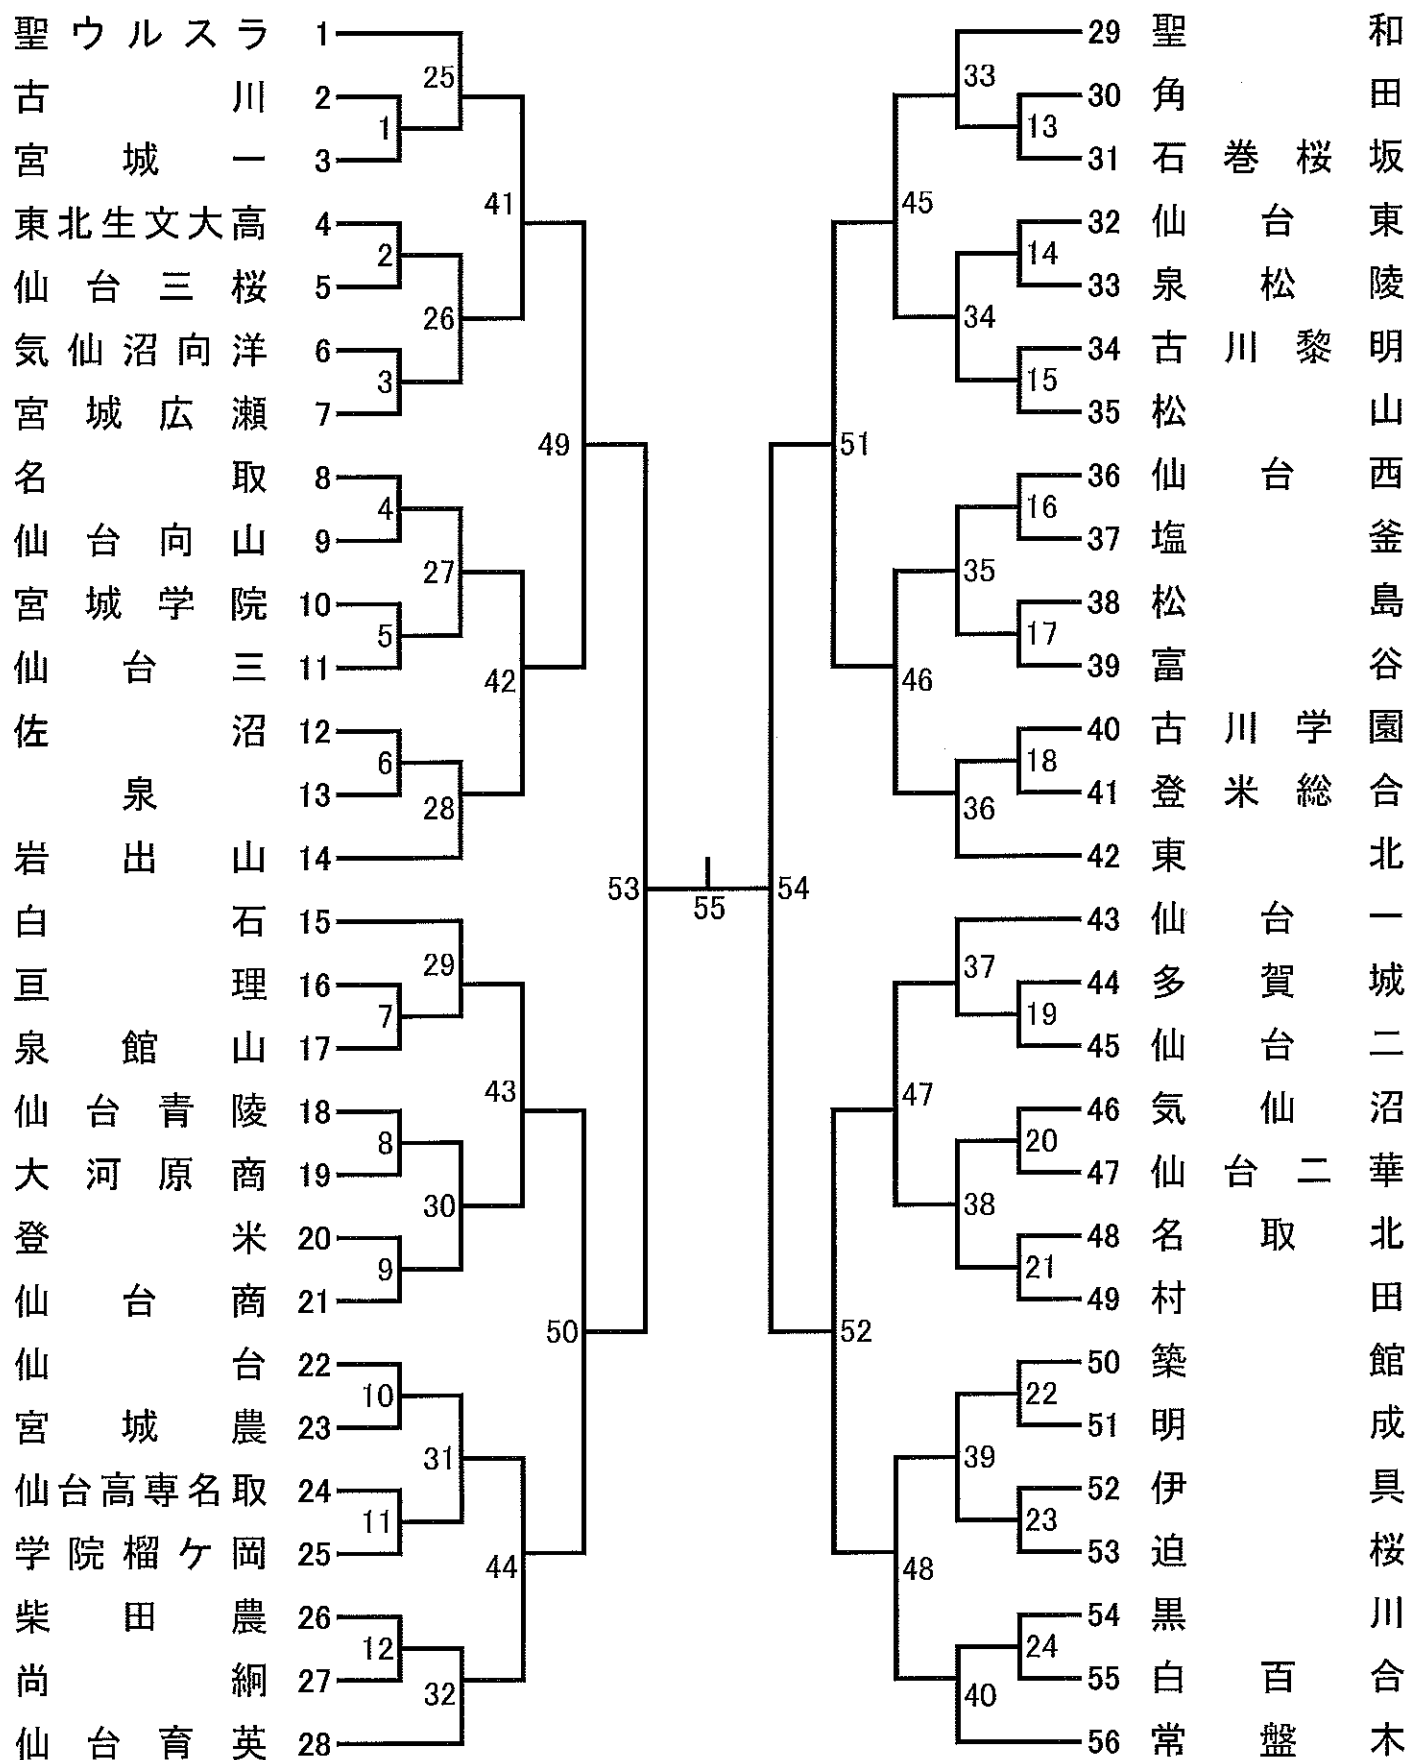 聖ウルスラ 1
古川 2
宮城一 3
東北生文大高 4
仙台三桜 5
気仙沼向洋 6
宮城広瀬 7
名取 8
仙台向山 9
宮城学院 10
仙台三 11
佐沼 12
泉 13
岩出山 14
白石 15
亘理 16
泉館山 17
仙台青陵 18
大河原商 19
登米 20
仙台商 21
仙台 22
宮城農 23
仙台高専名取 24
学院榴ケ岡 25
柴田農 26
尚絅 27
仙台育英 28
1
2
3
4
5
6
7
8
9
10
11
12
25
26
27
28
29
30
31
32
41
42
43
44
49
50
53
55
54
51
52
45
46
47
48
33
34
35
36
37
38
39
40
13
14
15
16
17
18
19
20
21
22
23
24
29 聖和
30 角田
31 石巻桜坂
32 仙台東
33 泉松陵
34 古川黎明
35 松山
36 仙台西
37 塩釜
38 松島
39 富谷
40 古川学園
41 登米総合
42 東北
43 仙台一
44 多賀城
45 仙台二
46 気仙沼
47 仙台二華
48 名取北
49 村田
50 築館
51 明成
52 伊具
53 迫桜
54 黒川
55 白百合
56 常盤木